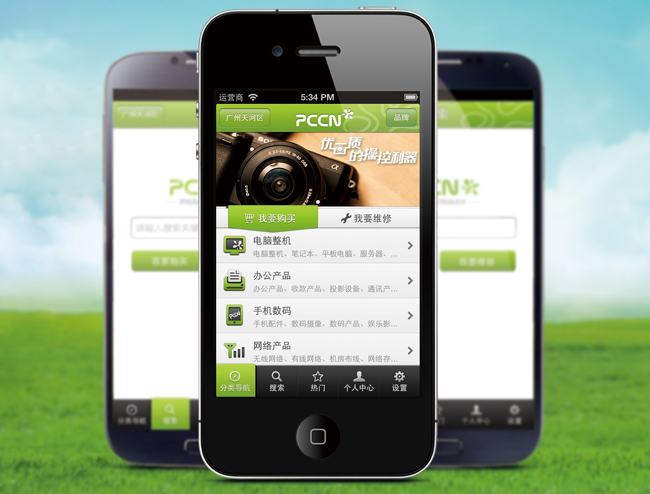 运营商 5:34 PM
广州天河区 PCCN 品牌
优画质
的操控利器
我要购买 我要维修
电脑整机
电脑整机、笔记本、平板电脑、服务器、...
办公产品
办公产品、收款产品、投影设备、通讯产...
手机数码
手机配件、数码摄像、数码产品、娱乐影...
网络产品
无线网络、有线网络、机房布线、网络存...
分类导航 搜索 热门 个人中心 设置
广州天河区
PC
请输入搜索关键
我要购买
分类导航 搜索
CCN
我要维修
个人中心 设置